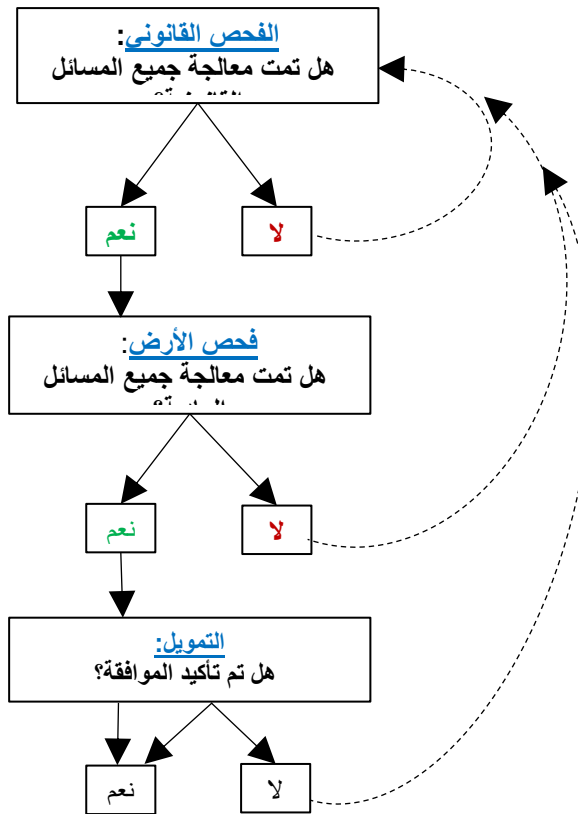 الفحص القانوني:
هل تمت معالجة جميع المسائل
نعم
لا
فحص الأرض:
هل تمت معالجة جميع المسائل
نعم
لا
التمويل:
هل تم تأكيد الموافقة؟
نعم
لا